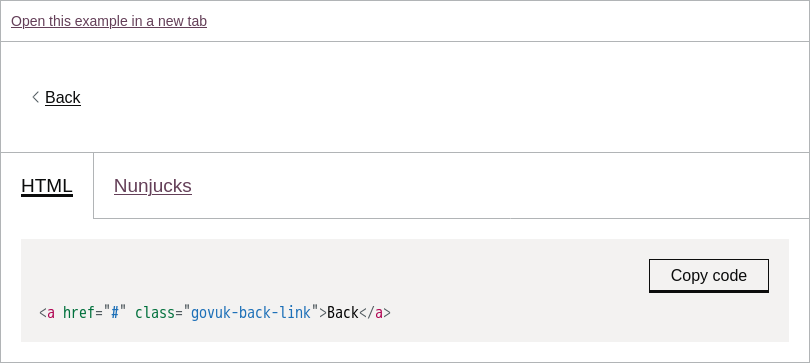 Open this example in a new tab
Back
HTML Nunjucks
Copy code
<a href="#" class="govuk-back-link">Back</a>